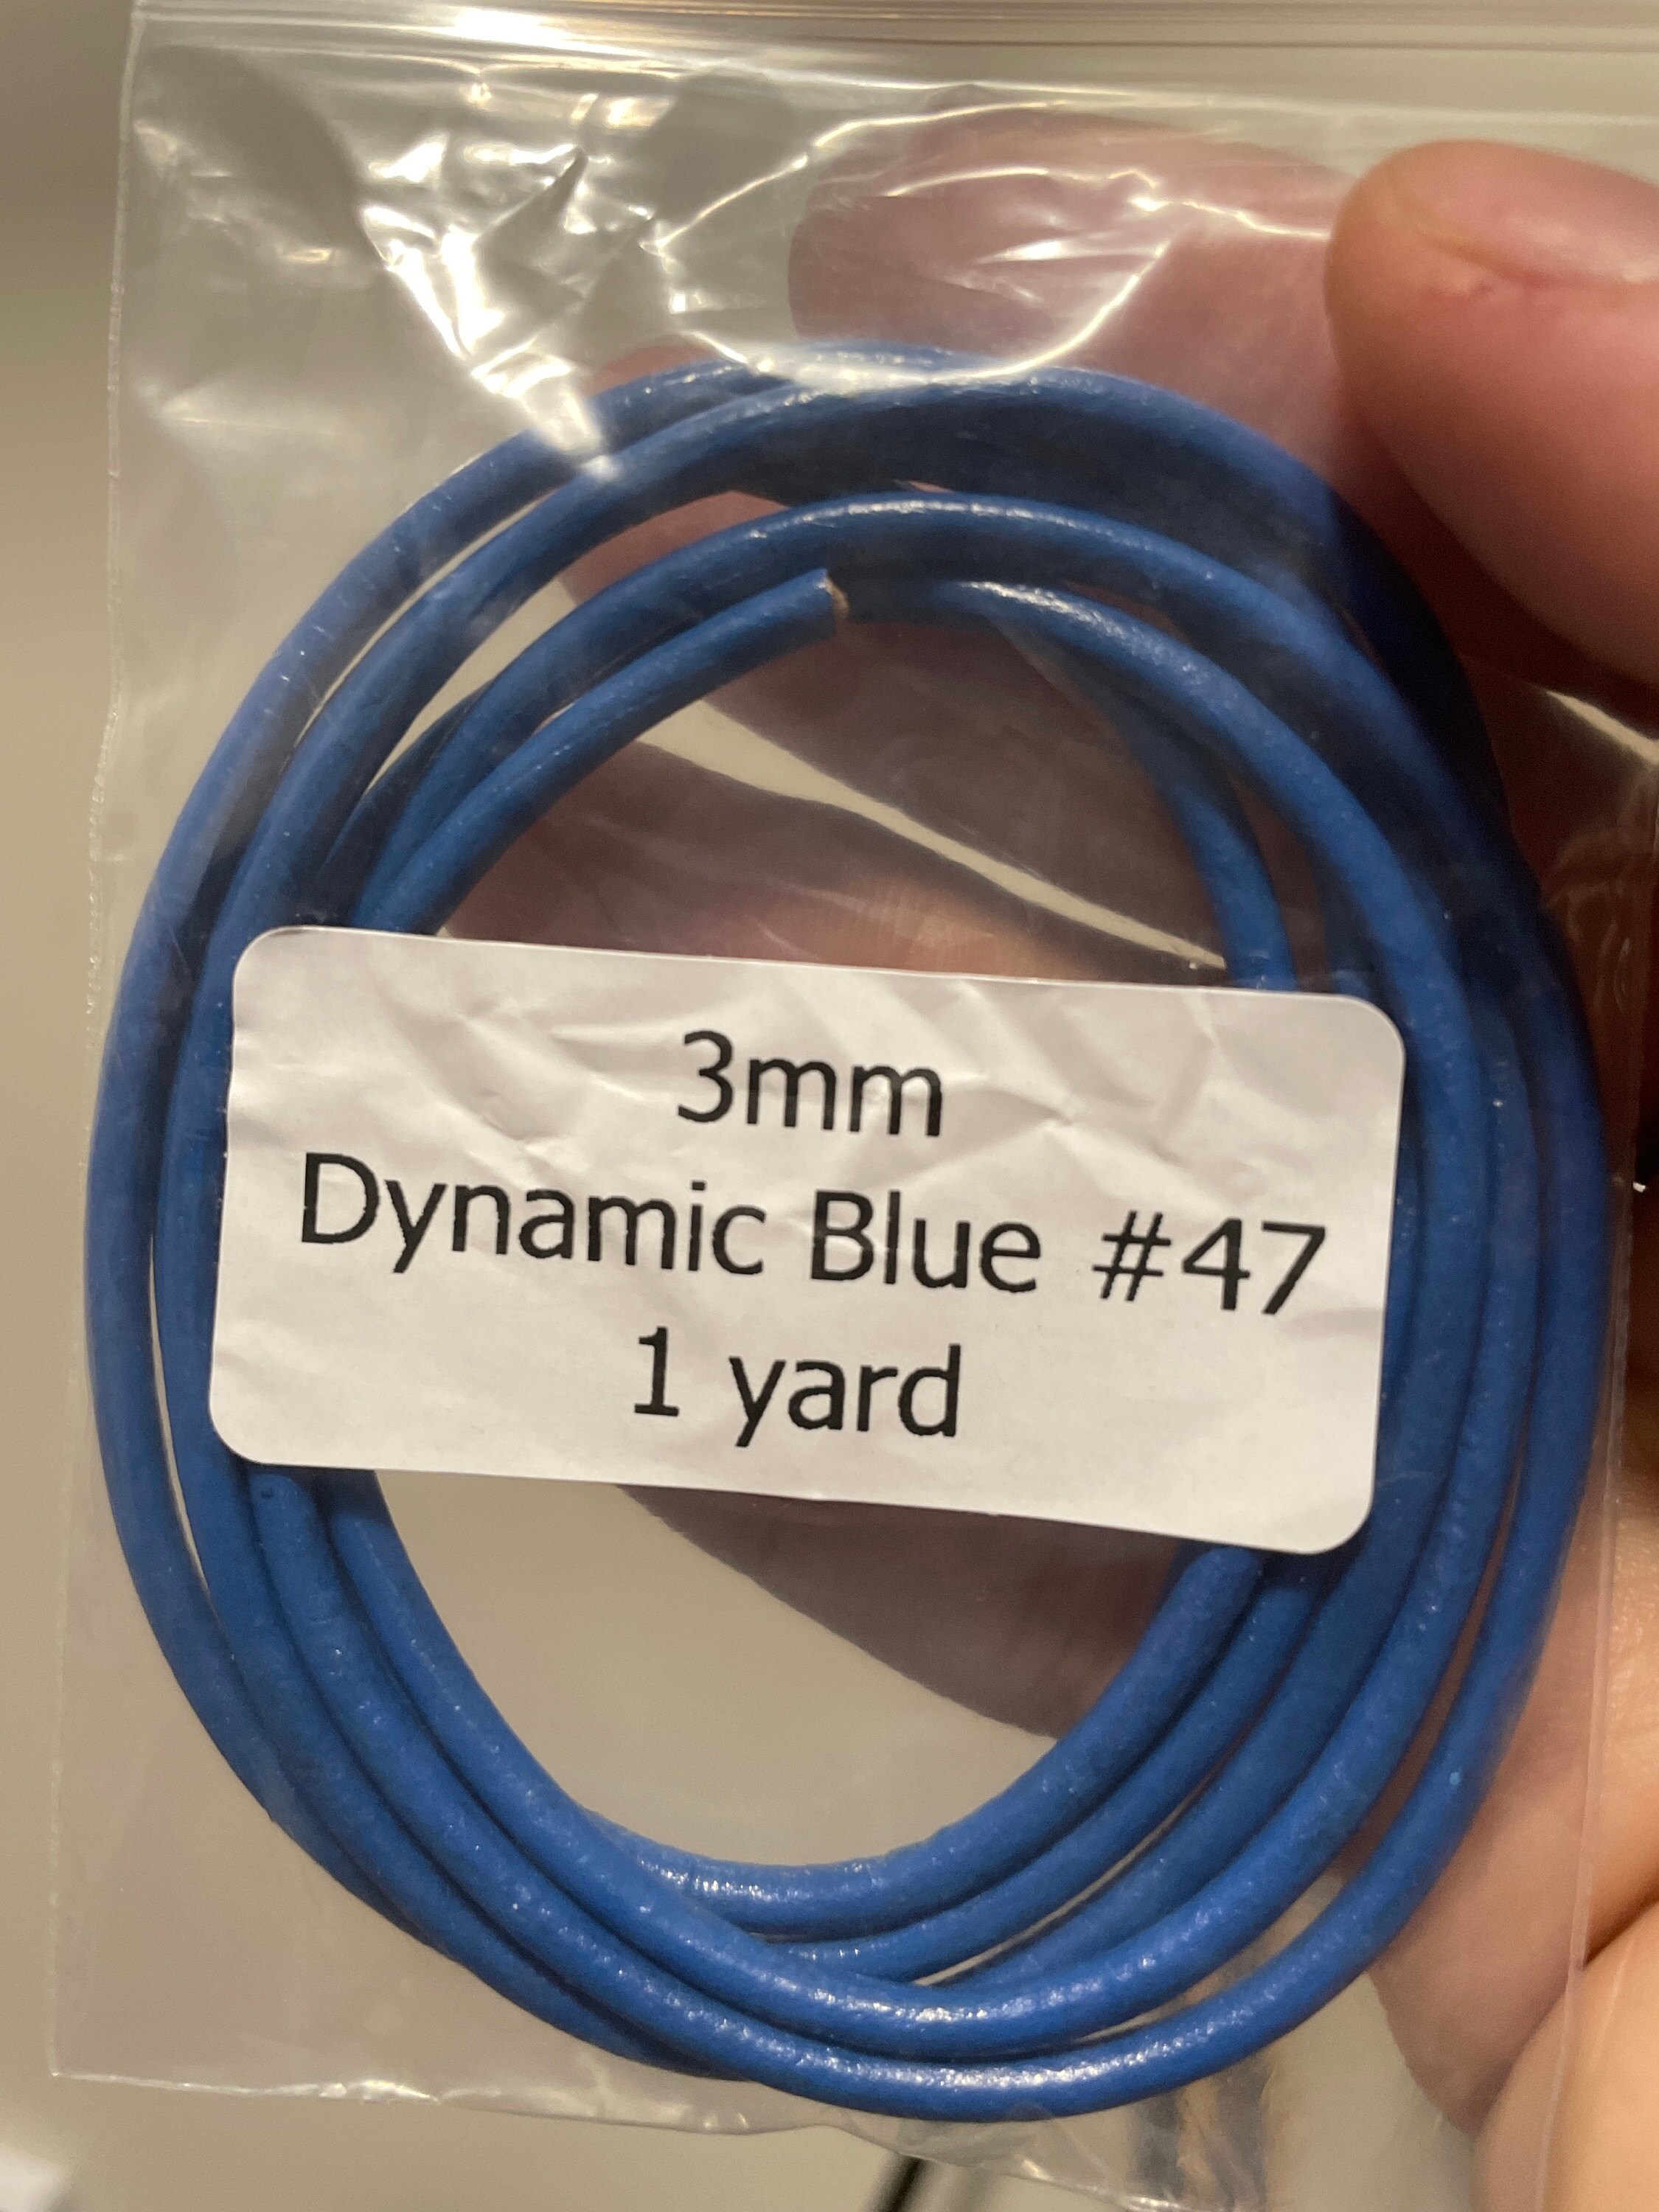 3mm
Dynamic Blue #47
1 yard